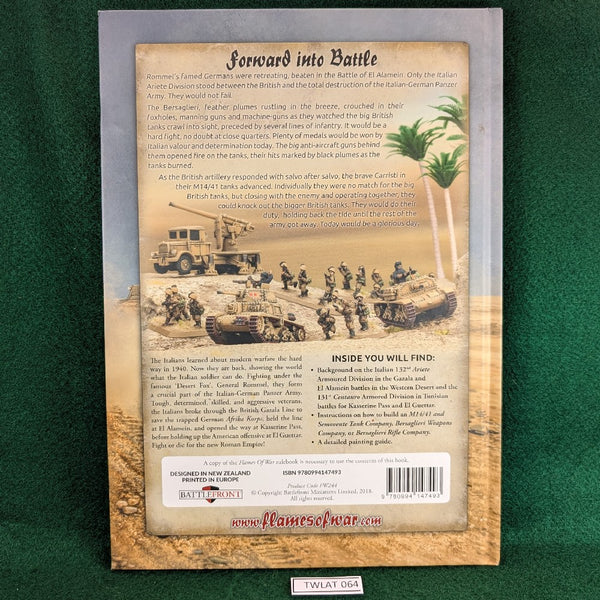 Forward into Battle
Rommel's famed Germans were retreating, beaten in the Battle of El Alamein. Only the Italian
Ariete Division stood between the British and the total destruction of the Italian-German Panzer
Army. They would not fail.
The Bersaglieri, feather plumes rustling in the breeze, crouched in their
foxholes, manning guns and machine-guns as they watched the big British
tanks crawl into sight, preceded by several lines of infantry. It would be a
hard fight, no doubt at close quarters. Plenty of medals would be won by
Italian valour and determination today. The big anti-aircraft guns behind
them opened fire on the tanks, their hits marked by black plumes as the
tanks burned.
As the British artillery responded with salvo after salvo, the brave Carristi in
their M14/41 tanks advanced. Individually they were no match for the big
British tanks, but closing with the enemy and operating together, they
could knock out the bigger British tanks. They would do their
duty, holding back the tide until the rest of the
army got away. Today would be a glorious day.
The Italians learned about modern warfare the hard
way in 1940. Now they are back, showing the world
what the Italian soldier can do. Fighting under the
famous 'Desert Fox', General Rommel, they form
a crucial part of the Italian-German Panzer Army.
Tough, determined, skilled, and aggressive veterans,
the Italians broke through the British Gazala Line to
save the trapped German Afrika Korps, held the line
at El Alamein, and opened the way at Kasserine Pass,
before holding up the American offensive at El Guettar.
Fight or die for the new Roman Empire!
INSIDE YOU WILL FIND:
• Background on the Italian 132nd Ariete
Armoured Division in the Gazala and
El Alamein battles in the Western Desert and the
131st Centauro Armored Division in Tunisian
battles for Kasserine Pass and El Guettar.
• Instructions on how to build an M14/41 and
Semovente Tank Company, Bersaglieri Weapons
Company, or Bersaglieri Rifle Company.
• A detailed painting guide.
A copy of the Flames Of War rulebook is necessary to use the contents of this book.
DESIGNED IN NEW ZEALAND
PRINTED IN EUROPE
BATTLEFRONT
ISBN 9780994147493
Product Code FW244
© Copyright Battlefront Miniatures Limited, 2018.
All rights reserved.
9 780994 147493
www.flamesofwar.com
TWLAT 064